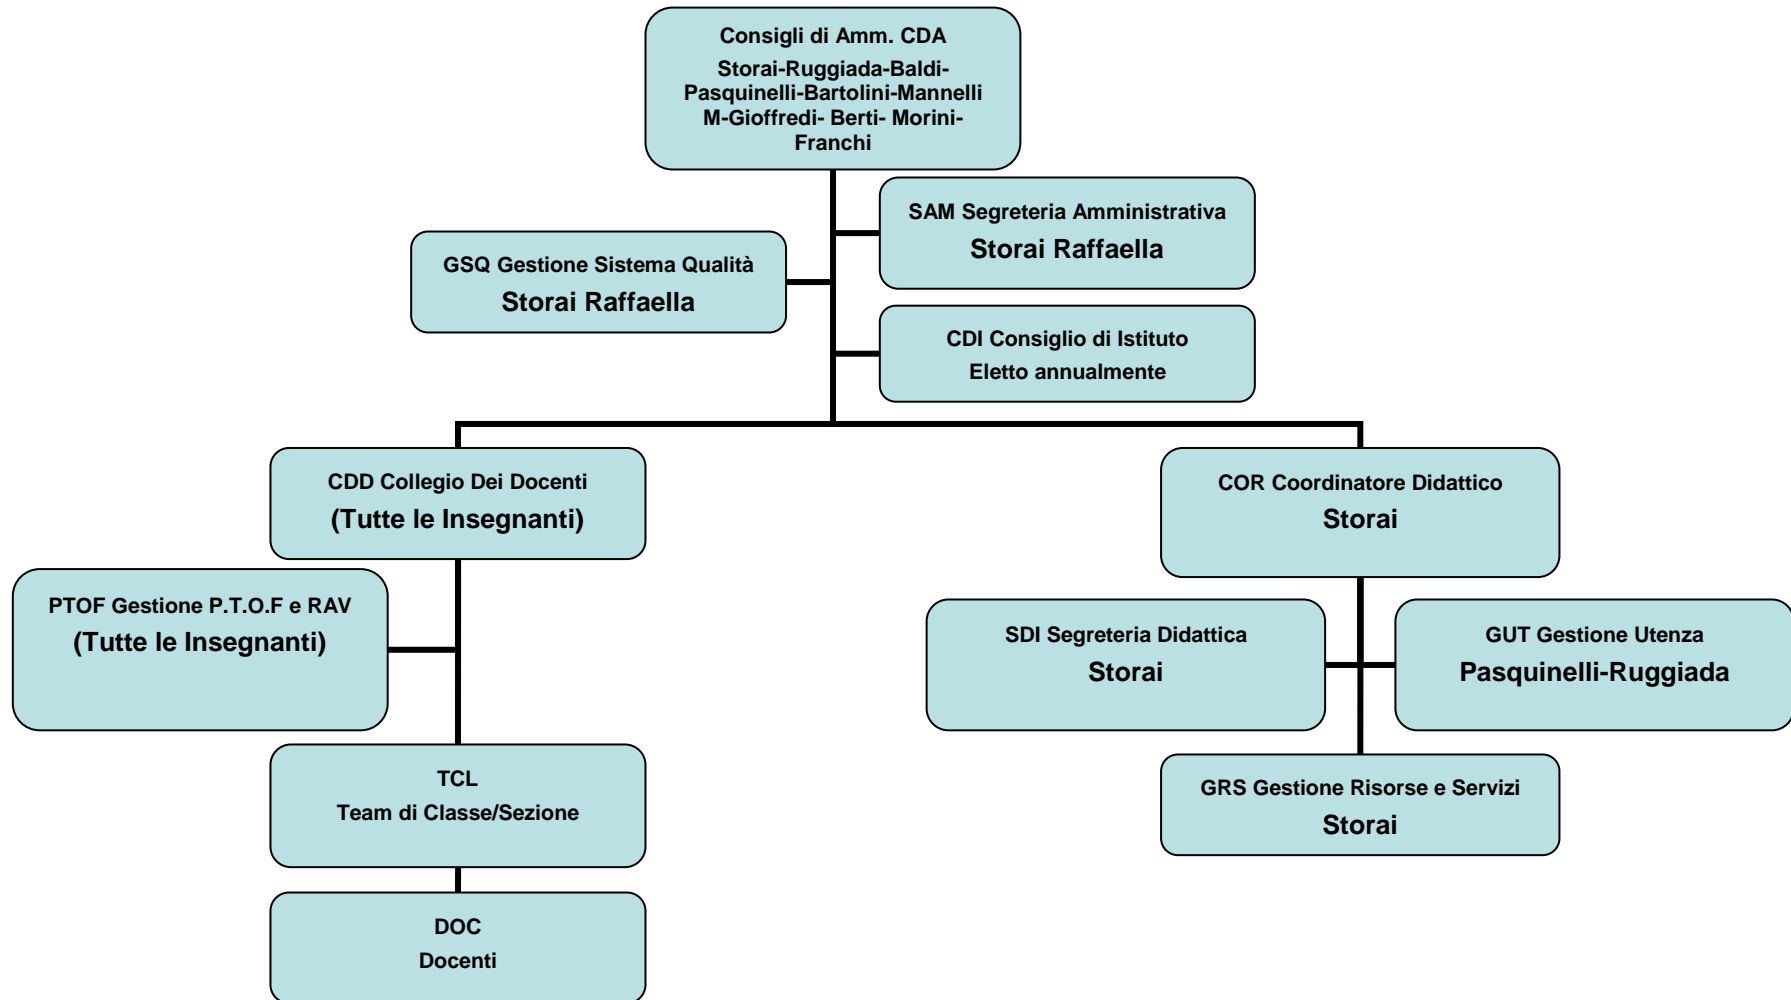 Consigli di Amm. CDA
Storai-Ruggiada-Baldi-
Pasquinelli-Bartolini-Mannelli
M-Gioffredi- Berti- Morini-
Franchi
SAM Segreteria Amministrativa
Storai Raffaella
GSQ Gestione Sistema Qualità
Storai Raffaella
CDI Consiglio di Istituto
Eletto annualmente
CDD Collegio Dei Docenti
(Tutte le Insegnanti)
COR Coordinatore Didattico
Storai
PTOF Gestione P.T.O.F e RAV
(Tutte le Insegnanti)
SDI Segreteria Didattica
Storai
GUT Gestione Utenza
Pasquinelli-Ruggiada
TCL
Team di Classe/Sezione
GRS Gestione Risorse e Servizi
Storai
DOC
Docenti